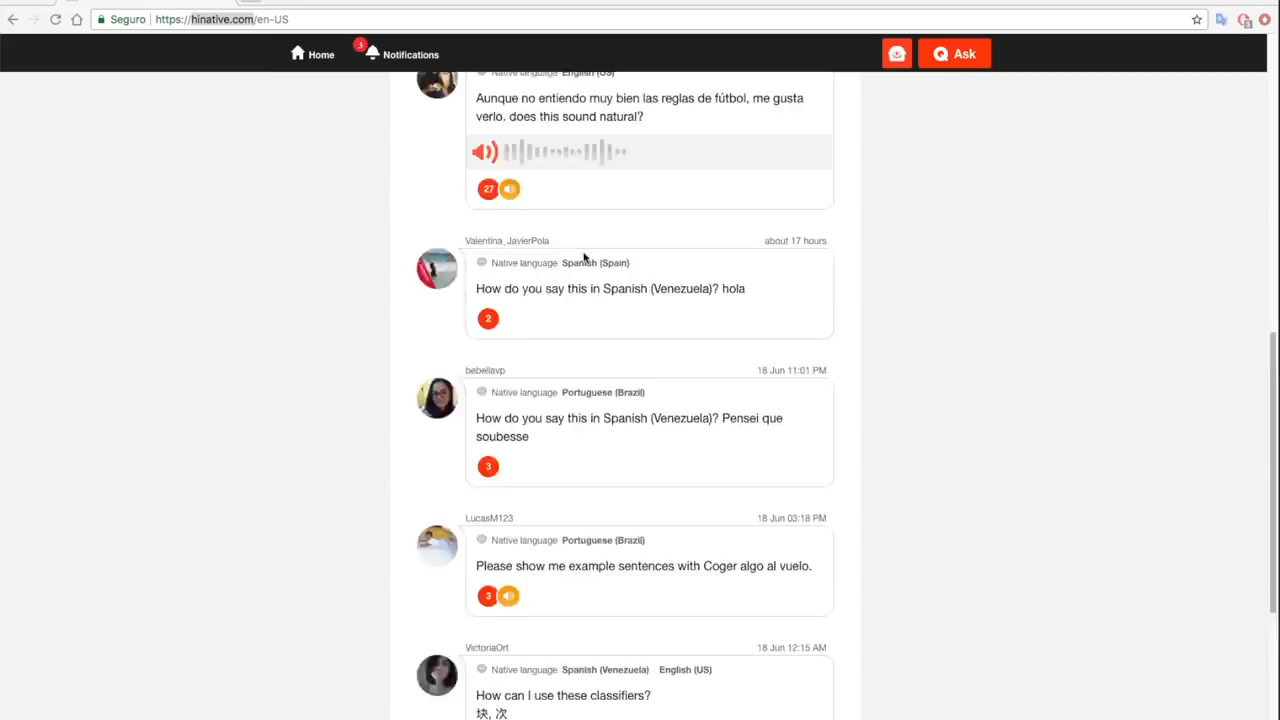 Seguro | https://hinative.com/en-US
Home
3
Notifications
Ask
Native language English (US)
Aunque no entiendo muy bien las reglas de fútbol, me gusta
verlo. does this sound natural?
27
Valentina_JavierPola about 17 hours
Native language Spanish (Spain)
How do you say this in Spanish (Venezuela)? hola
2
bebellavp 18 Jun 11:01 PM
Native language Portuguese (Brazil)
How do you say this in Spanish (Venezuela)? Pensei que
soubesse
3
LucasM123 18 Jun 03:18 PM
Native language Portuguese (Brazil)
Please show me example sentences with Coger algo al vuelo.
3
VictoriaOrt 18 Jun 12:15 AM
Native language Spanish (Venezuela) English (US)
How can I use these classifiers?
块, 次